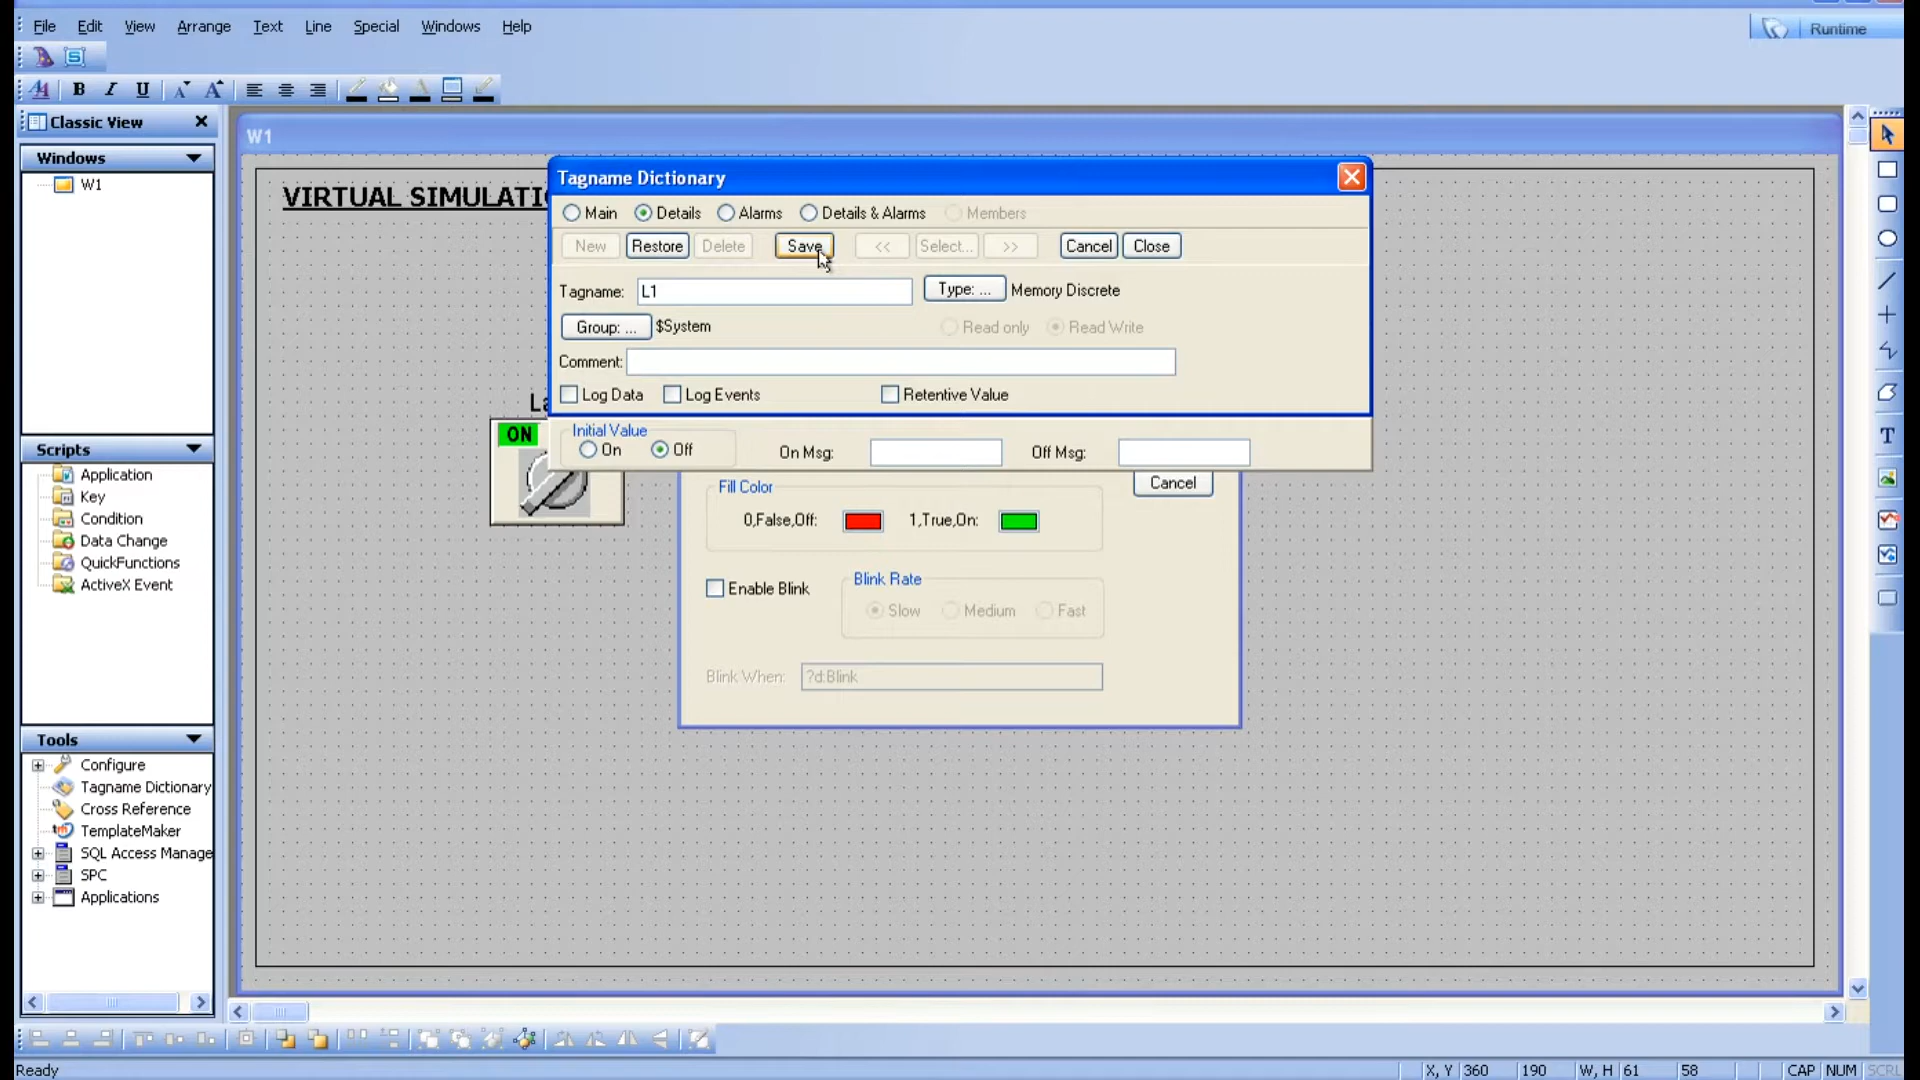 File Edit View Arrange Text Line Special Windows Help
Runtime
B I U
Classic View
Windows
W1
Scripts
Application
Key
Condition
Data Change
QuickFunctions
ActiveX Event
Tools
Configure
Tagname Dictionary
Cross Reference
TemplateMaker
SQL Access Manage
SPC
Applications
W1
ON
Tagname Dictionary
Main Details Alarms Details & Alarms Members
New Restore Delete Save << Select... >> Cancel Close
Tagname: L1 Type: ... Memory Discrete
Group: ... $System Read only Read Write
Comment:
Log Data Log Events Retentive Value
Initial Value
On Off On Msg: Off Msg:
Cancel
Fill Color
0,False,Off: 1,True,On:
Enable Blink
Blink Rate
Slow Medium Fast
Blink When: ?d:Blink
Ready
X, Y 360 190 W, H 61 58 CAP NUM SCRL